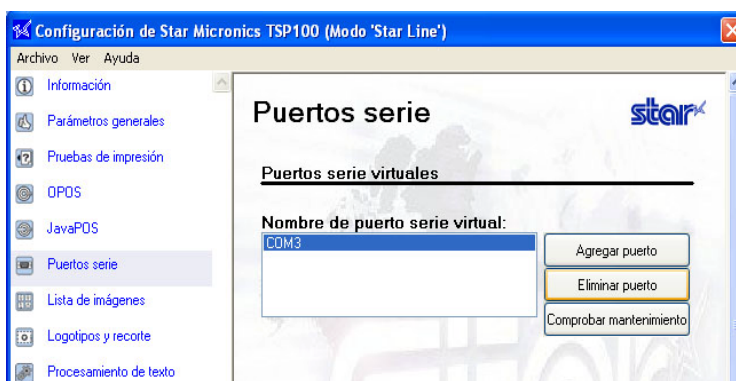 Configuración de Star Micronics TSP100 (Modo 'Star Line')
Archivo Ver Ayuda
Información
Parámetros generales
Pruebas de impresión
OPOS
JavaPOS
Puertos serie
Lista de imágenes
Logotipos y recorte
Procesamiento de texto
Puertos serie
star
Puertos serie virtuales
Nombre de puerto serie virtual:
COM3
Agregar puerto
Eliminar puerto
Comprobar mantenimiento